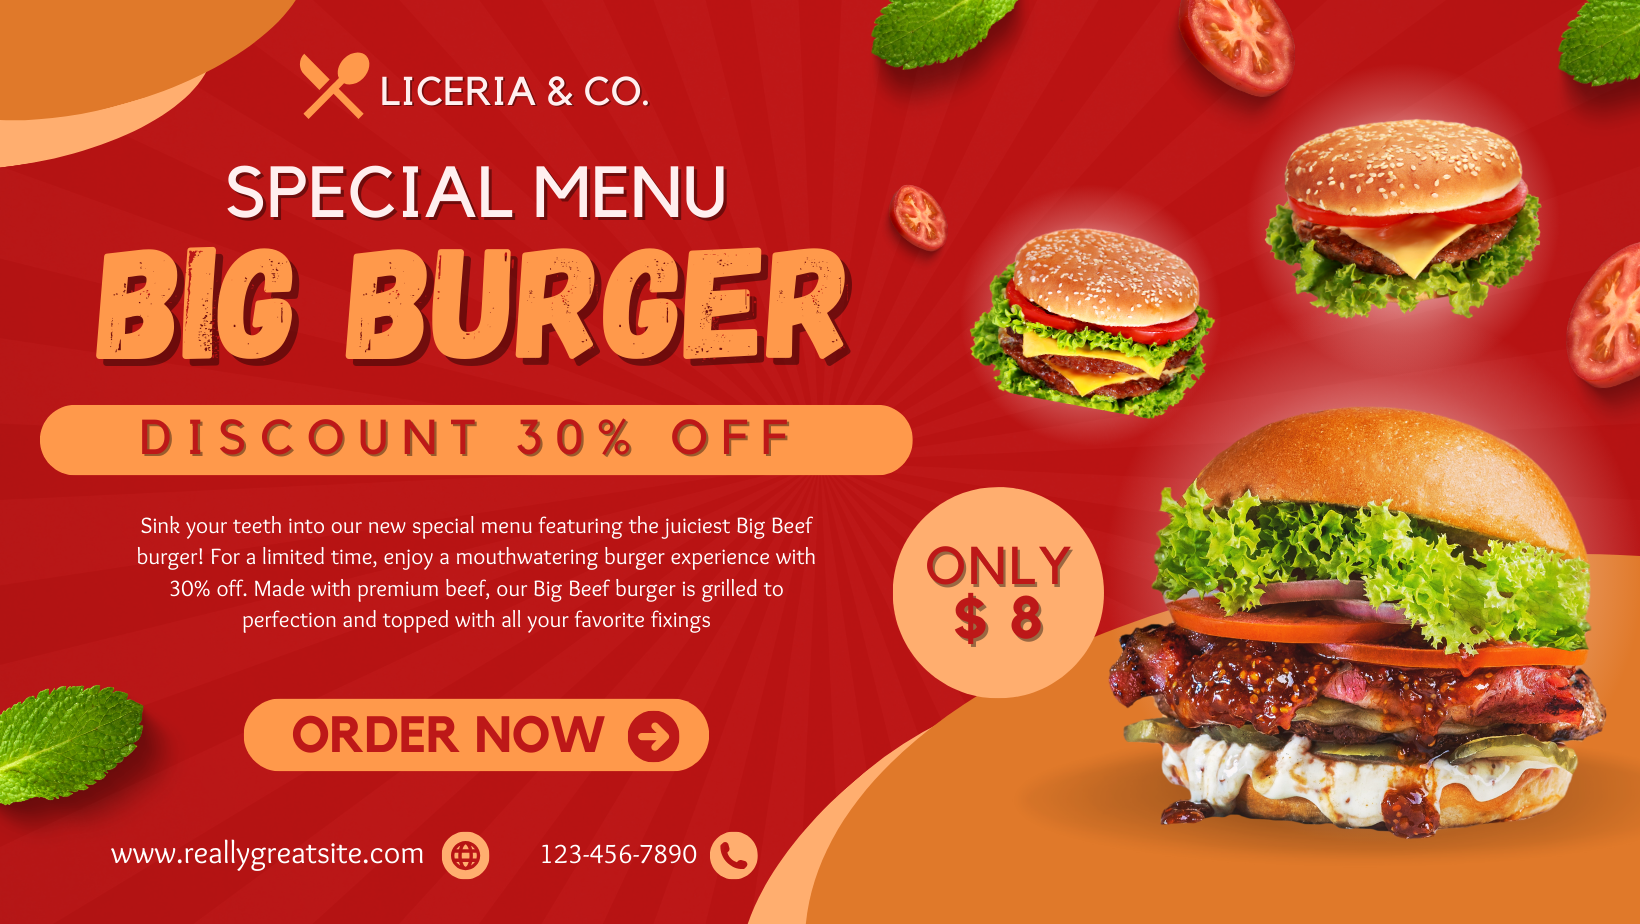 LICERIA & CO.
SPECIAL MENU
BIG BURGER
DISCOUNT 30% OFF
Sink your teeth into our new special menu featuring the juiciest Big Beef
burger! For a limited time, enjoy a mouthwatering burger experience with
30% off. Made with premium beef, our Big Beef burger is grilled to
perfection and topped with all your favorite fixings
ONLY
$ 8
ORDER NOW
www.reallygreatsite.com
123-456-7890